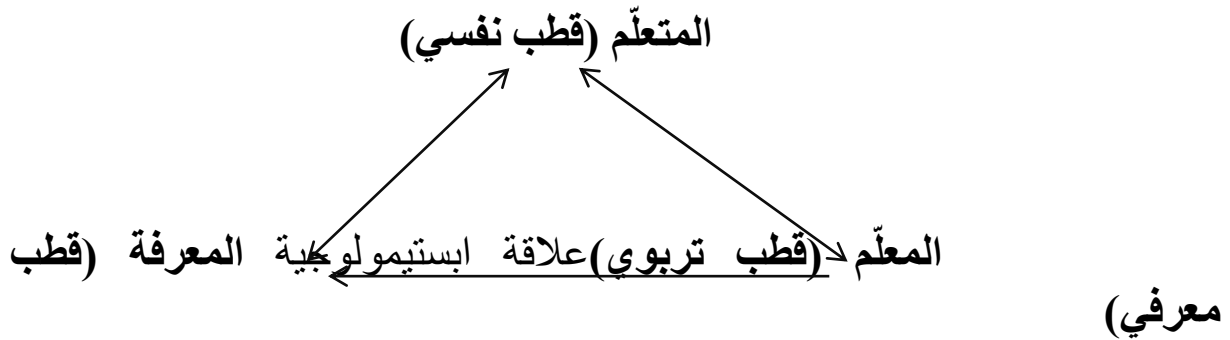 المتعلّم (قطب نفسي)
المعلّم (قطب تربوي)علاقة ابستيمولوجية المعرفة (قطب
معرفي)